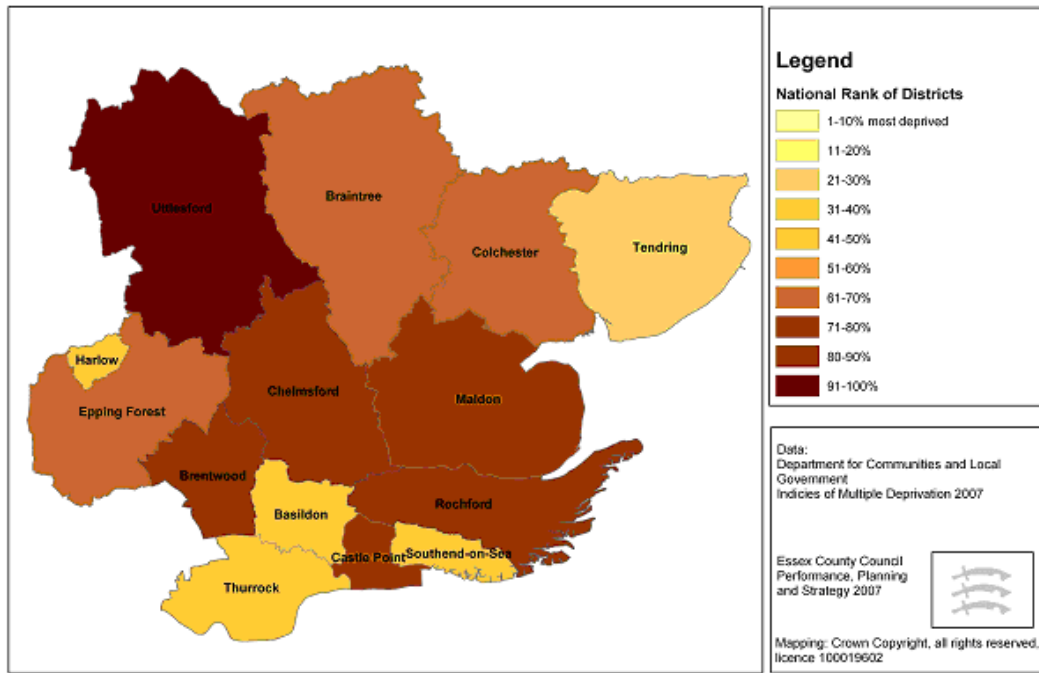 Uttlesford
Braintree
Colchester
Tendring
Harlow
Epping Forest
Chelmsford
Maldon
Brentwood
Rochford
Basildon
Castle Point
Southend-on-Sea
Thurrock
Legend
National Rank of Districts
1-10% most deprived
11-20%
21-30%
31-40%
41-50%
51-60%
61-70%
71-80%
80-90%
91-100%
Data:
Department for Communities and Local
Government
Indicies of Multiple Deprivation 2007
Essex County Council
Performance, Planning
and Strategy 2007
Mapping: Crown Copyright, all rights reserved,
licence 100019602